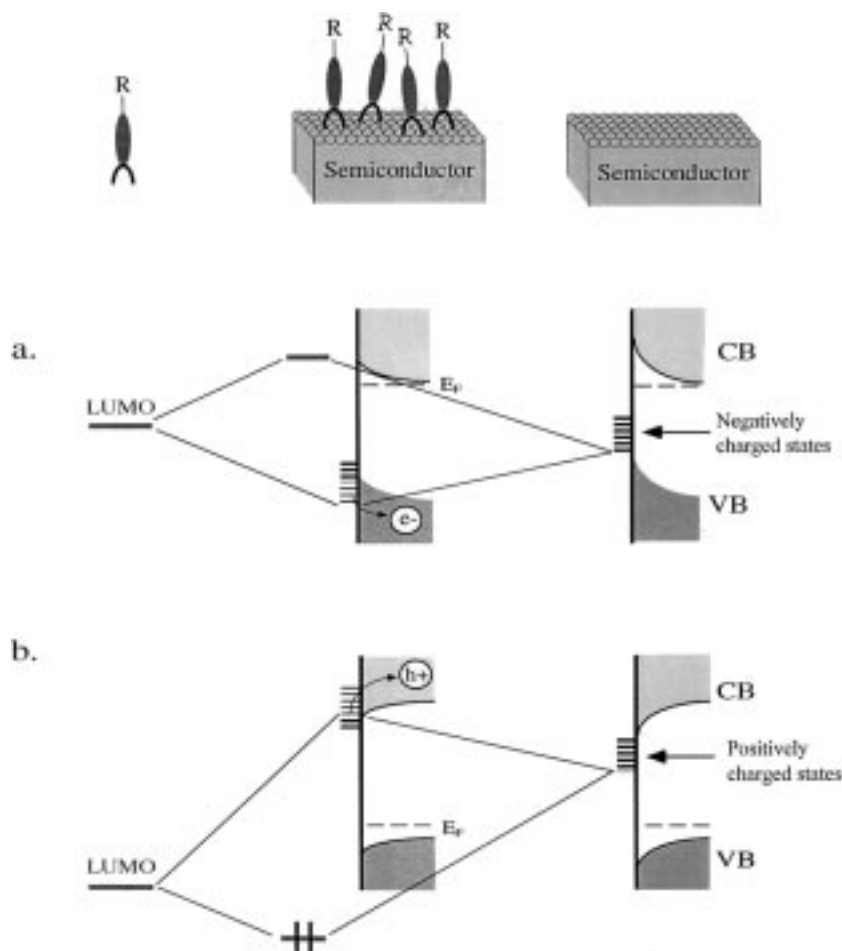 R
R
R
R
R
Semiconductor
Semiconductor
a.
LUMO
E_F
CB
Negatively
charged states
e-
VB
b.
h+
CB
Positively
charged states
E_F
LUMO
VB